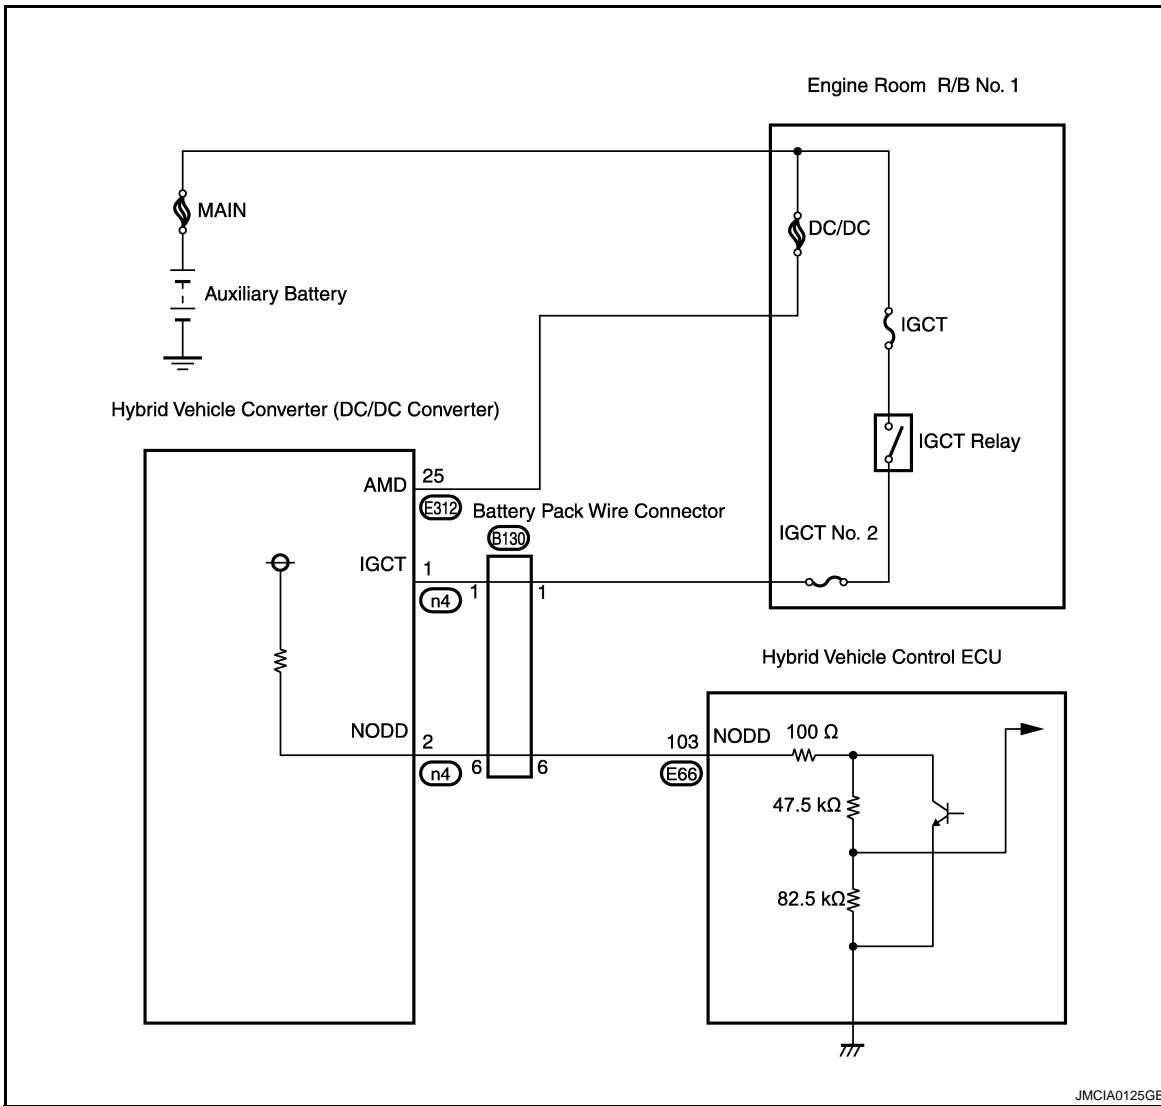 Engine Room R/B No. 1
MAIN
DC/DC
Auxiliary Battery
IGCT
Hybrid Vehicle Converter (DC/DC Converter)
IGCT Relay
AMD
25
E312
Battery Pack Wire Connector
B130
IGCT No. 2
IGCT
1
n4
1
1
Hybrid Vehicle Control ECU
NODD
2
n4
6
6
103
E66
NODD
100 Ω
47.5 kΩ
82.5 kΩ
JMCIA0125GB